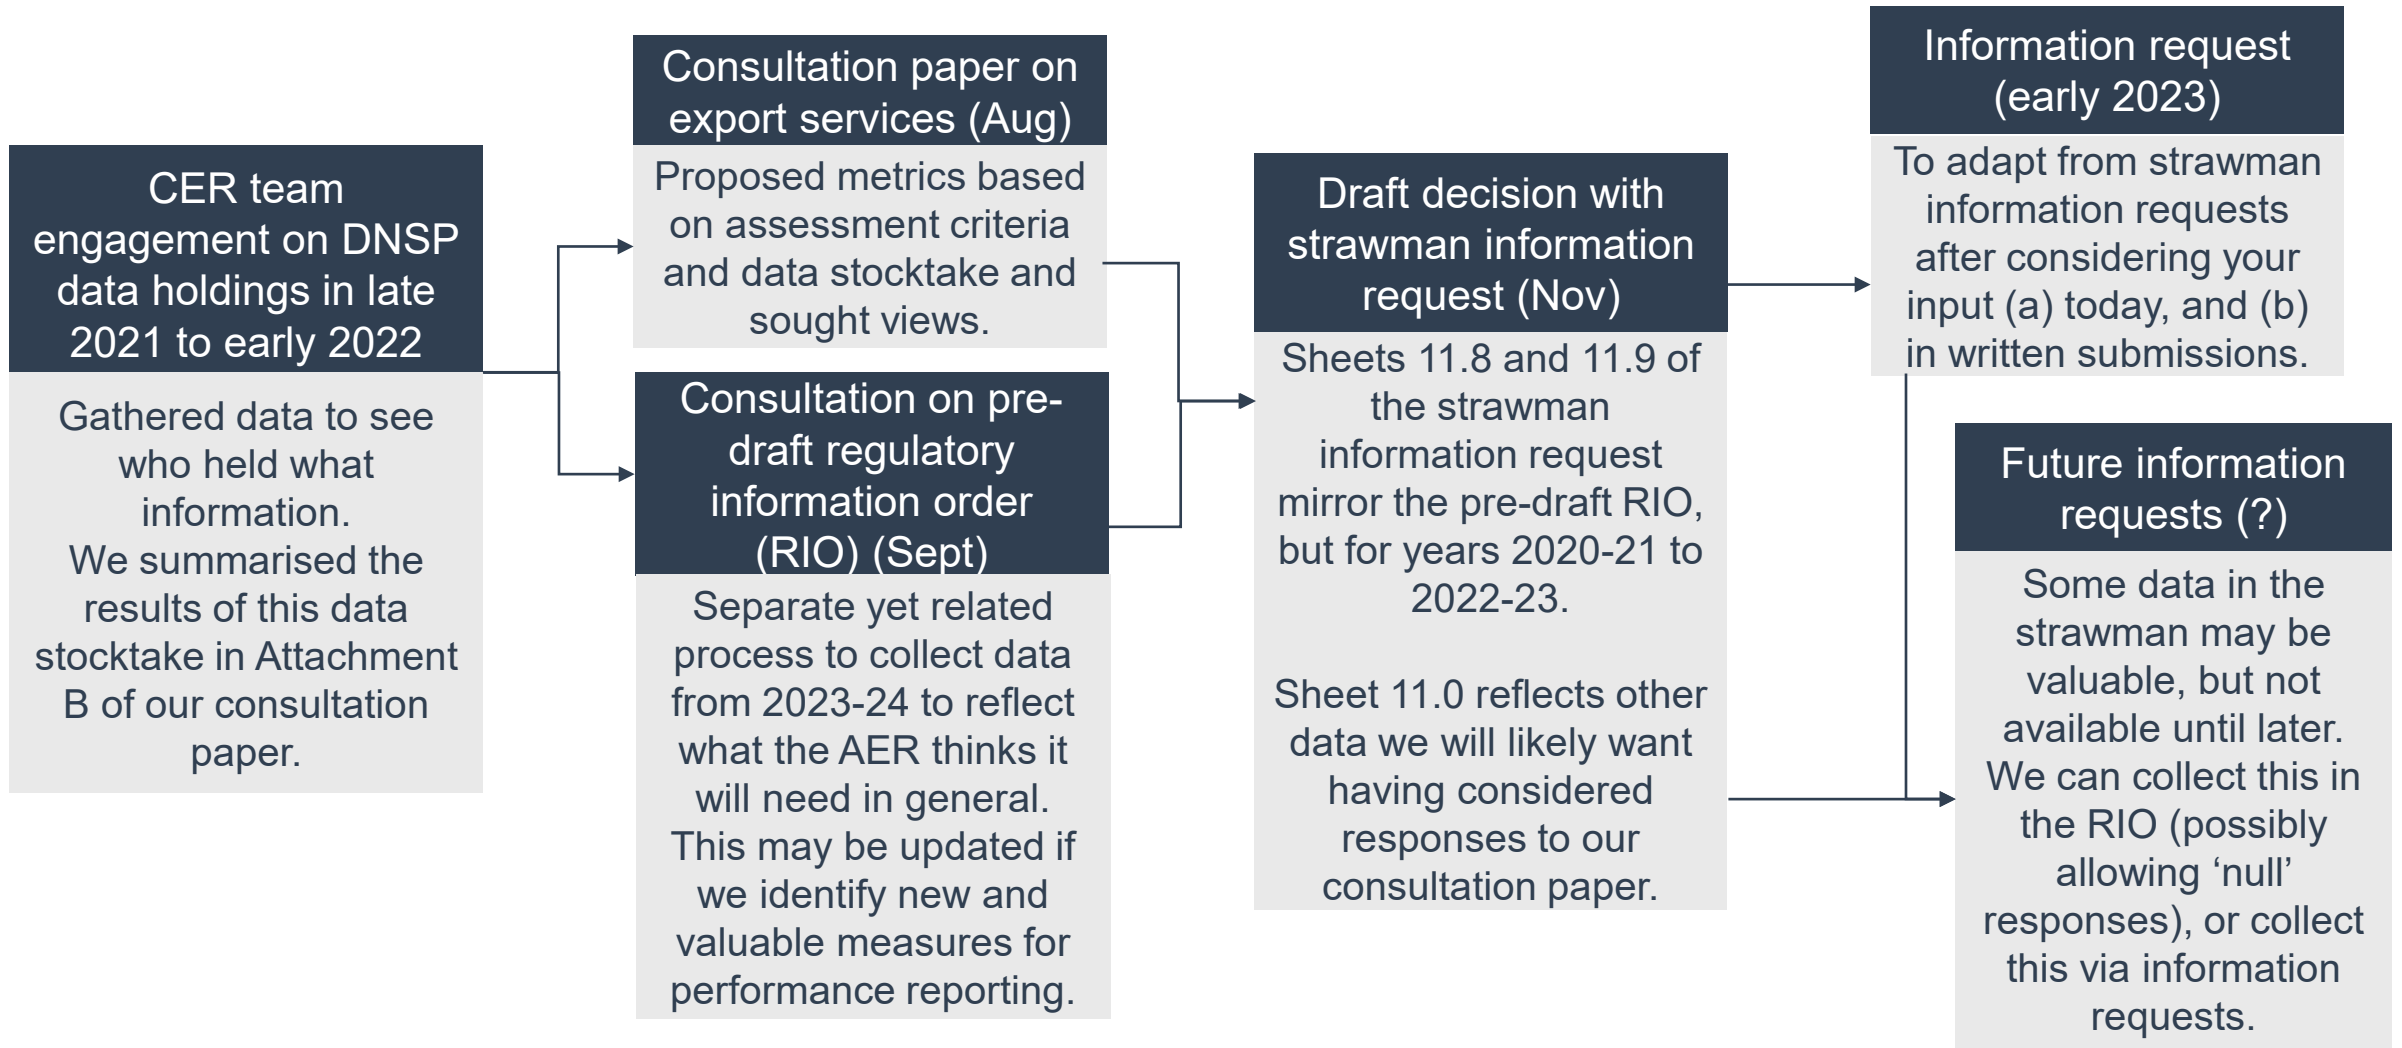 CER team
engagement on DNSP
data holdings in late
2021 to early 2022
Gathered data to see
who held what
information.
We summarised the
results of this data
stocktake in Attachment
B of our consultation
paper.
Consultation paper on
export services (Aug)
Proposed metrics based
on assessment criteria
and data stocktake and
sought views.
Consultation on pre-
draft regulatory
information order
(RIO) (Sept)
Separate yet related
process to collect data
from 2023-24 to reflect
what the AER thinks it
will need in general.
This may be updated if
we identify new and
valuable measures for
performance reporting.
Draft decision with
strawman information
request (Nov)
Sheets 11.8 and 11.9 of
the strawman
information request
mirror the pre-draft RIO,
but for years 2020-21 to
2022-23.
Sheet 11.0 reflects other
data we will likely want
having considered
responses to our
consultation paper.
Information request
(early 2023)
To adapt from strawman
information requests
after considering your
input (a) today, and (b)
in written submissions.
Future information
requests (?)
Some data in the
strawman may be
valuable, but not
available until later.
We can collect this in
the RIO (possibly
allowing ‘null’
responses), or collect
this via information
requests.